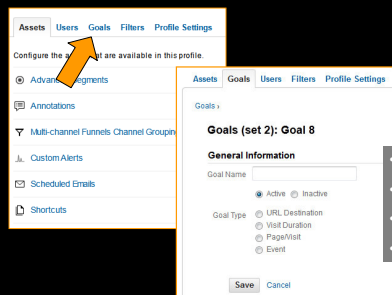 Assets Users Goals Filters Profile Settings
Configure the a at are available in this profile.
Advan egments
Annotations
Multi-channel Funnels Channel Grouping
Custom Alerts
Scheduled Emails
Shortcuts
Assets Goals Users Filters Profile Settings
Goals ›
Goals (set 2): Goal 8
General Information
Goal Name
Active Inactive
Goal Type URL Destination
Visit Duration
Page/Visit
Event
Save Cancel